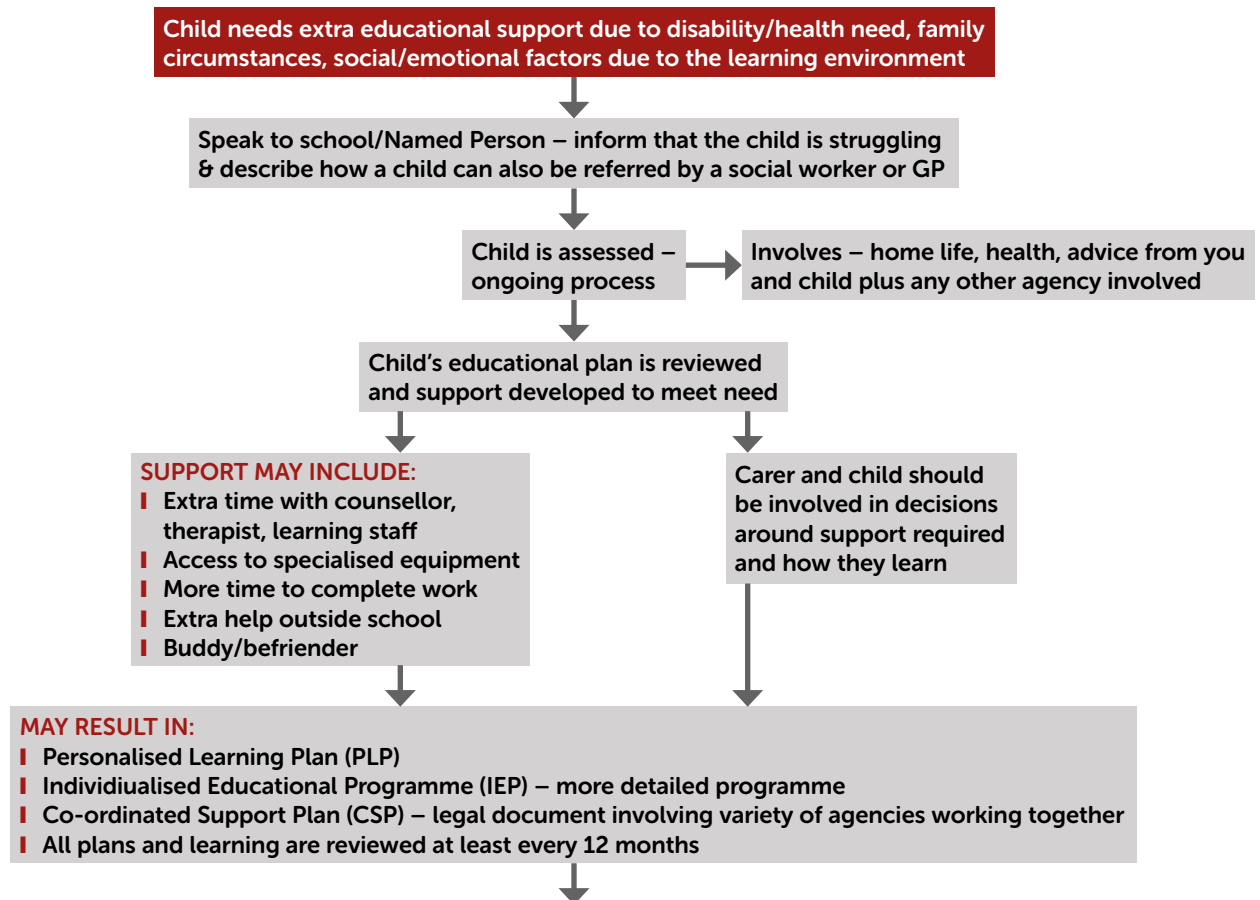 Child needs extra educational support due to disability/health need, family
circumstances, social/emotional factors due to the learning environment
Speak to school/Named Person – inform that the child is struggling
& describe how a child can also be referred by a social worker or GP
Child is assessed –
ongoing process
Involves – home life, health, advice from you
and child plus any other agency involved
Child’s educational plan is reviewed
and support developed to meet need
SUPPORT MAY INCLUDE:
Extra time with counsellor,
therapist, learning staff
Access to specialised equipment
More time to complete work
Extra help outside school
Buddy/befriender
Carer and child should
be involved in decisions
around support required
and how they learn
MAY RESULT IN:
Personalised Learning Plan (PLP)
Individiualised Educational Programme (IEP) – more detailed programme
Co-ordinated Support Plan (CSP) – legal document involving variety of agencies working together
All plans and learning are reviewed at least every 12 months